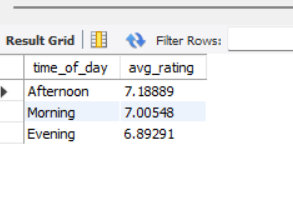 Result Grid Filter Rows:
time_of_day avg_rating
Afternoon 7.18889
Morning 7.00548
Evening 6.89291